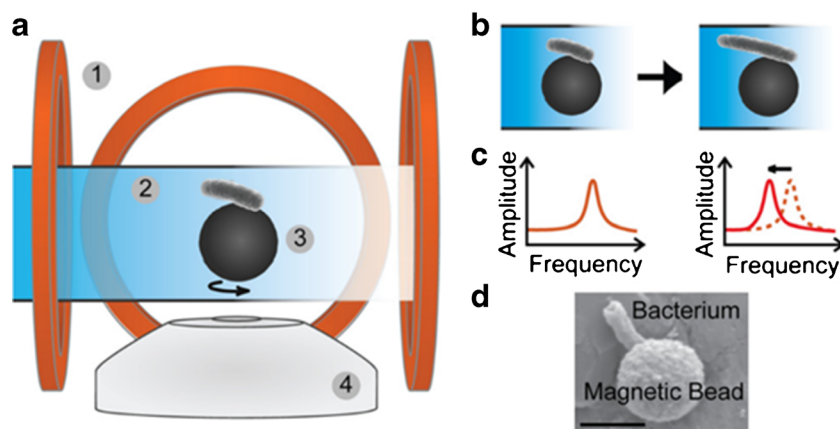 a
1
2
3
4
b
c
Amplitude
Frequency
Amplitude
Frequency
d
Bacterium
Magnetic Bead